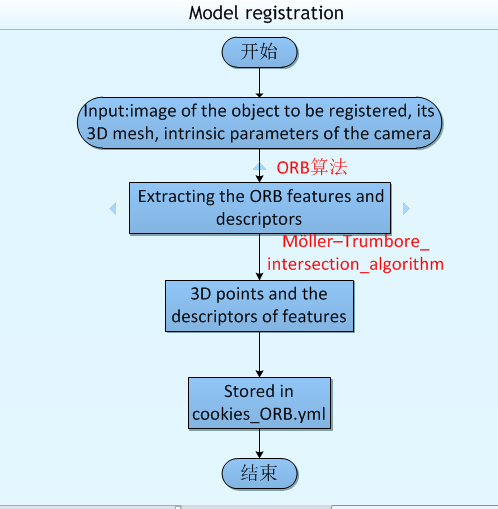 Model registration
开始
Input:image of the object to be registered, its
3D mesh, intrinsic parameters of the camera
ORB算法
Extracting the ORB features and
descriptors
Möller–Trumbore_
intersection_algorithm
3D points and the
descriptors of features
Stored in
cookies_ORB.yml
结束